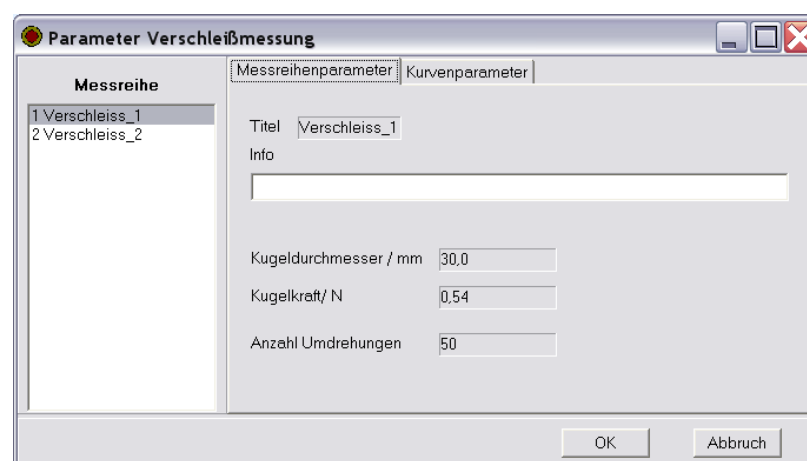 Parameter Verschleißmessung
Messreihe
1 Verschleiss_1
2 Verschleiss_2
Messreihenparameter Kurvenparameter
Titel Verschleiss_1
Info
Kugeldurchmesser / mm 30,0
Kugelkraft/ N 0,54
Anzahl Umdrehungen 50
OK Abbruch